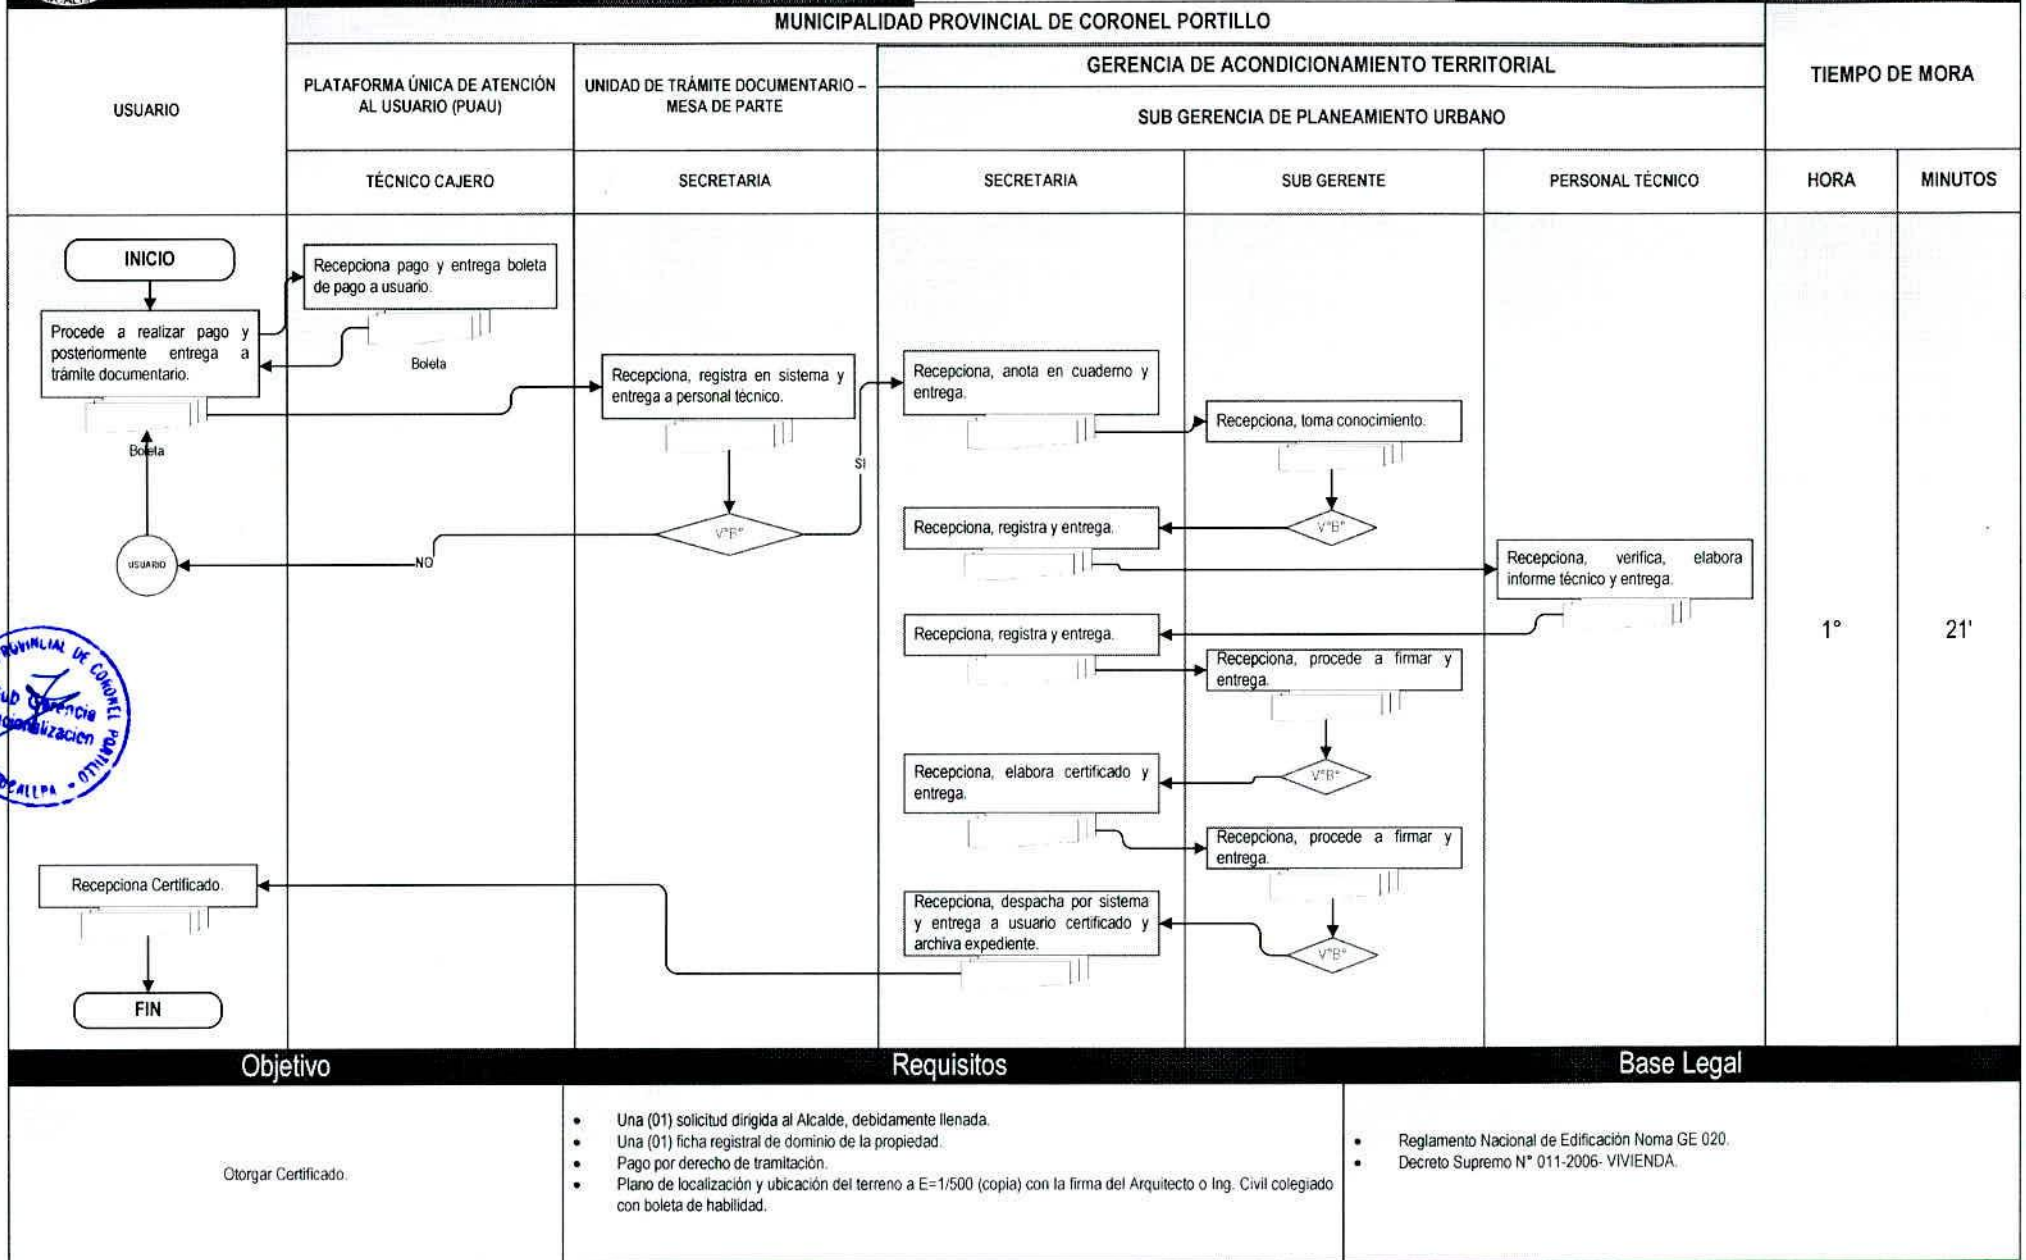 MUNICIPALIDAD PROVINCIAL DE CORONEL PORTILLO
GERENCIA DE ACONDICIONAMIENTO TERRITORIAL
TIEMPO DE MORA
USUARIO
PLATAFORMA ÚNICA DE ATENCIÓN
AL USUARIO (PUAU)
UNIDAD DE TRÁMITE DOCUMENTARIO –
MESA DE PARTE
SUB GERENCIA DE PLANEAMIENTO URBANO
TÉCNICO CAJERO
SECRETARIA
SECRETARIA
SUB GERENTE
PERSONAL TÉCNICO
HORA
MINUTOS
INICIO
Recepciona pago y entrega boleta
de pago a usuario.
Procede a realizar pago y
posteriormente entrega a
trámite documentario.
Boleta
Recepciona, registra en sistema y
entrega a personal técnico.
Recepciona, anota en cuaderno y
entrega.
Recepciona, toma conocimiento.
Boleta
SI
V°B°
Recepciona, registra y entrega.
V°B°
USUARIO
NO
Recepciona, verifica, elabora
informe técnico y entrega.
Recepciona, registra y entrega.
1°
21'
Recepciona, procede a firmar y
entrega.
PROVINCIAL DE CORONEL PORTILLO
Sub Gerencia
Recepciona, elabora certificado y
entrega.
V°B°
Recepciona, procede a firmar y
entrega.
Recepciona Certificado.
Recepciona, despacha por sistema
y entrega a usuario certificado y
archiva expediente.
V°B°
FIN
Objetivo
Requisitos
Base Legal
Otorgar Certificado.
• Una (01) solicitud dirigida al Alcalde, debidamente llenada.
• Una (01) ficha registral de dominio de la propiedad.
• Pago por derecho de tramitación.
• Plano de localización y ubicación del terreno a E=1/500 (copia) con la firma del Arquitecto o Ing. Civil colegiado
con boleta de habilidad.
• Reglamento Nacional de Edificación Noma GE 020.
• Decreto Supremo N° 011-2006- VIVIENDA.